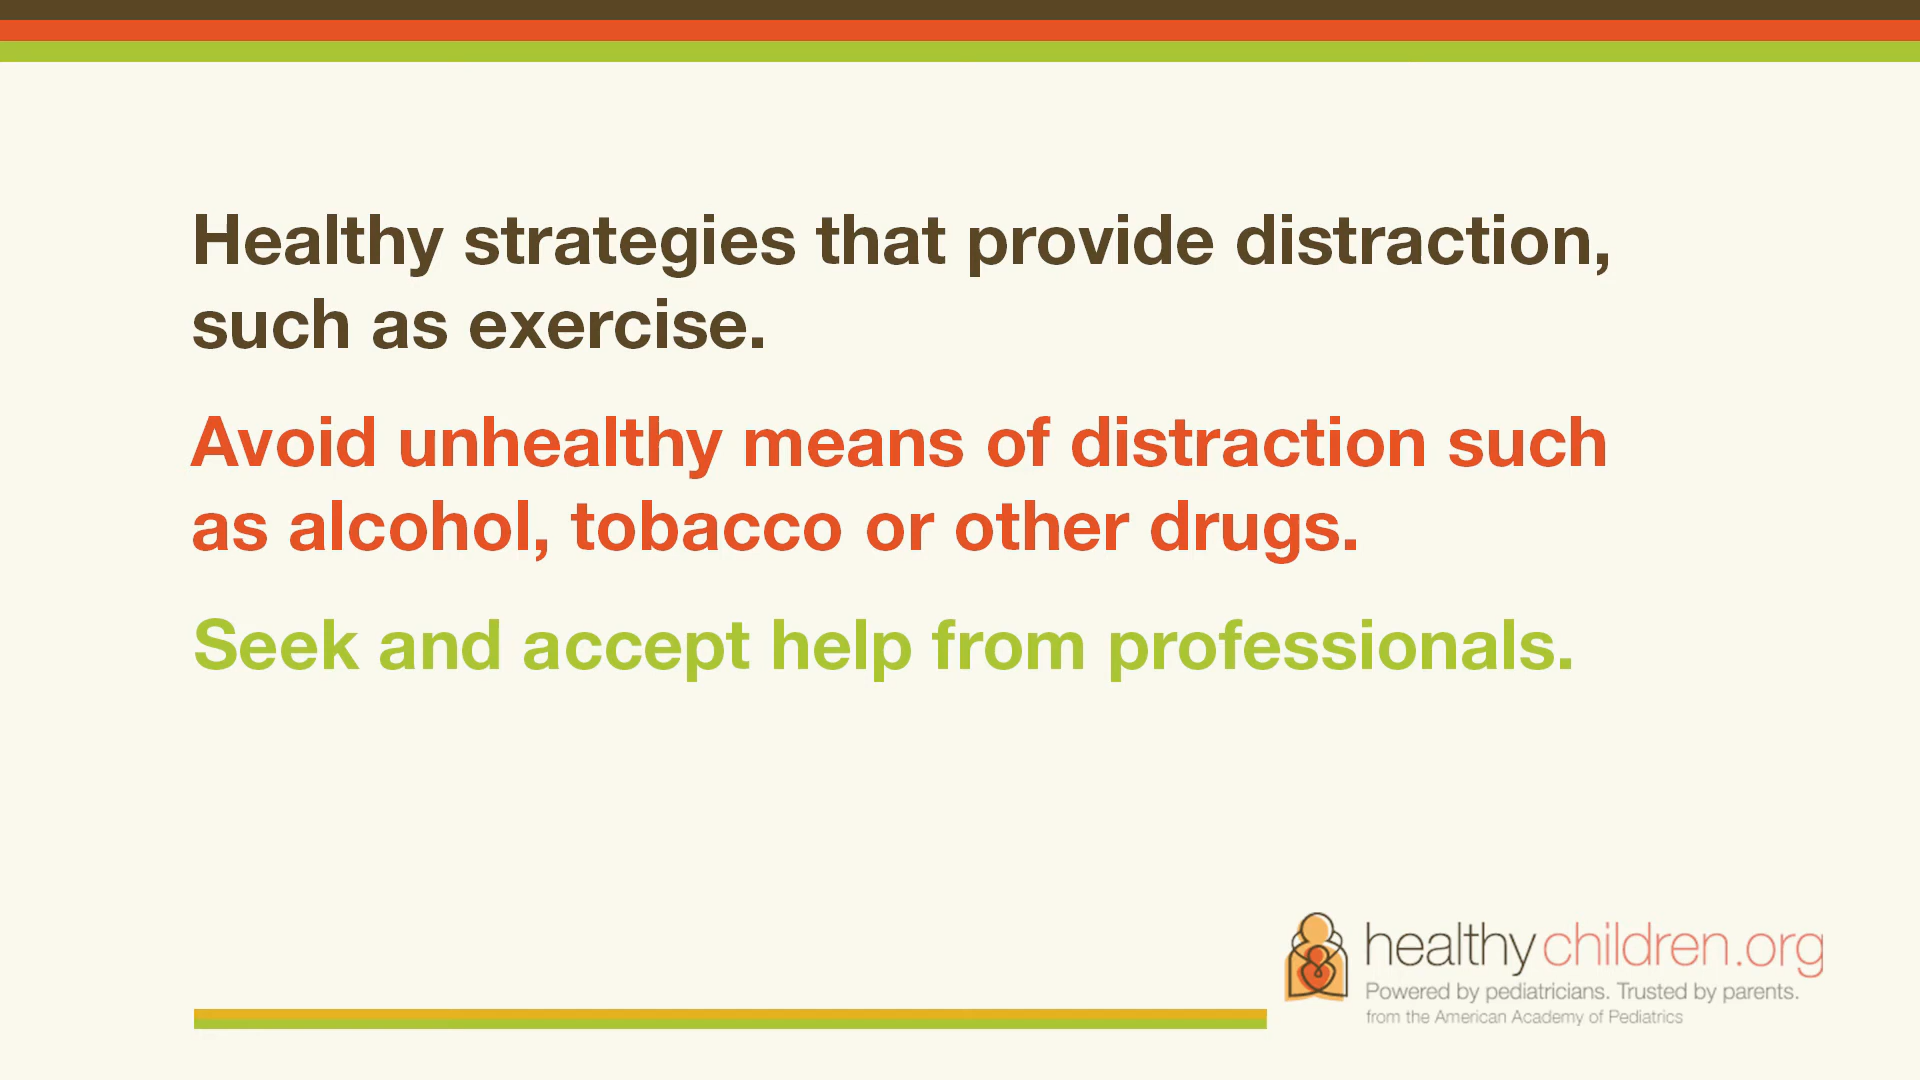 Healthy strategies that provide distraction,
such as exercise.
Avoid unhealthy means of distraction such
as alcohol, tobacco or other drugs.
Seek and accept help from professionals.
healthychildren.org
Powered by pediatricians. Trusted by parents.
from the American Academy of Pediatrics